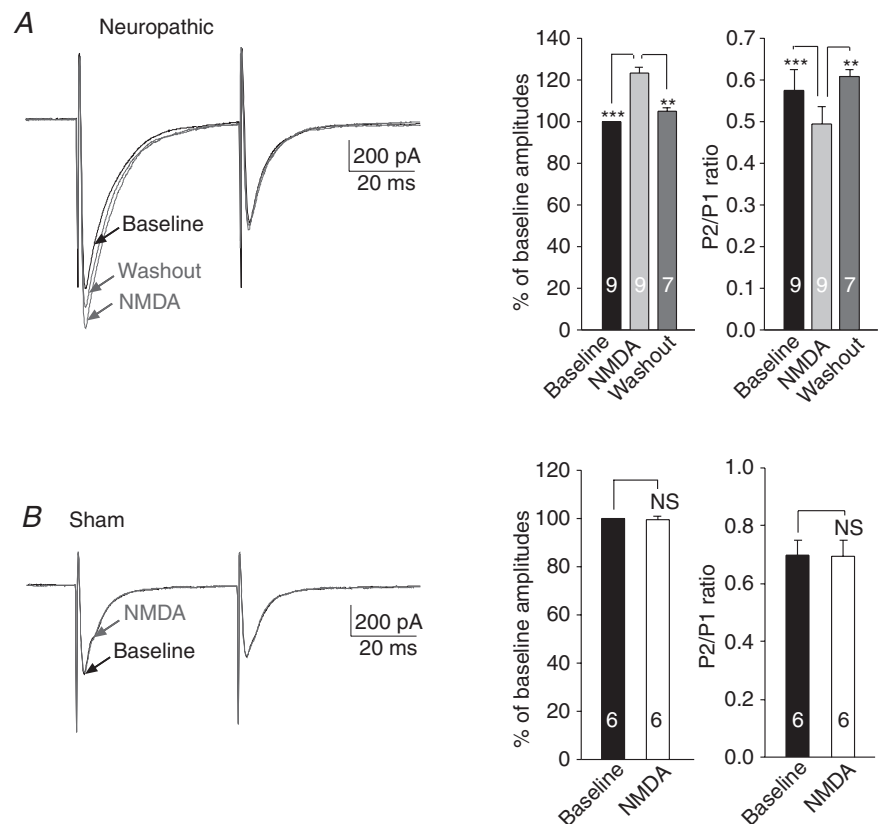 A
Neuropathic
200 pA
20 ms
Baseline
Washout
NMDA
% of baseline amplitudes
140
120
100
80
60
40
20
0
***
**
9
9
7
Baseline
NMDA
Washout
P2/P1 ratio
0.7
0.6
0.5
0.4
0.3
0.2
0.1
0.0
***
**
9
9
7
Baseline
NMDA
Washout
B
Sham
NMDA
Baseline
200 pA
20 ms
% of baseline amplitudes
120
100
80
60
40
20
0
NS
6
6
Baseline
NMDA
P2/P1 ratio
1.0
0.8
0.6
0.4
0.2
0.0
NS
6
6
Baseline
NMDA